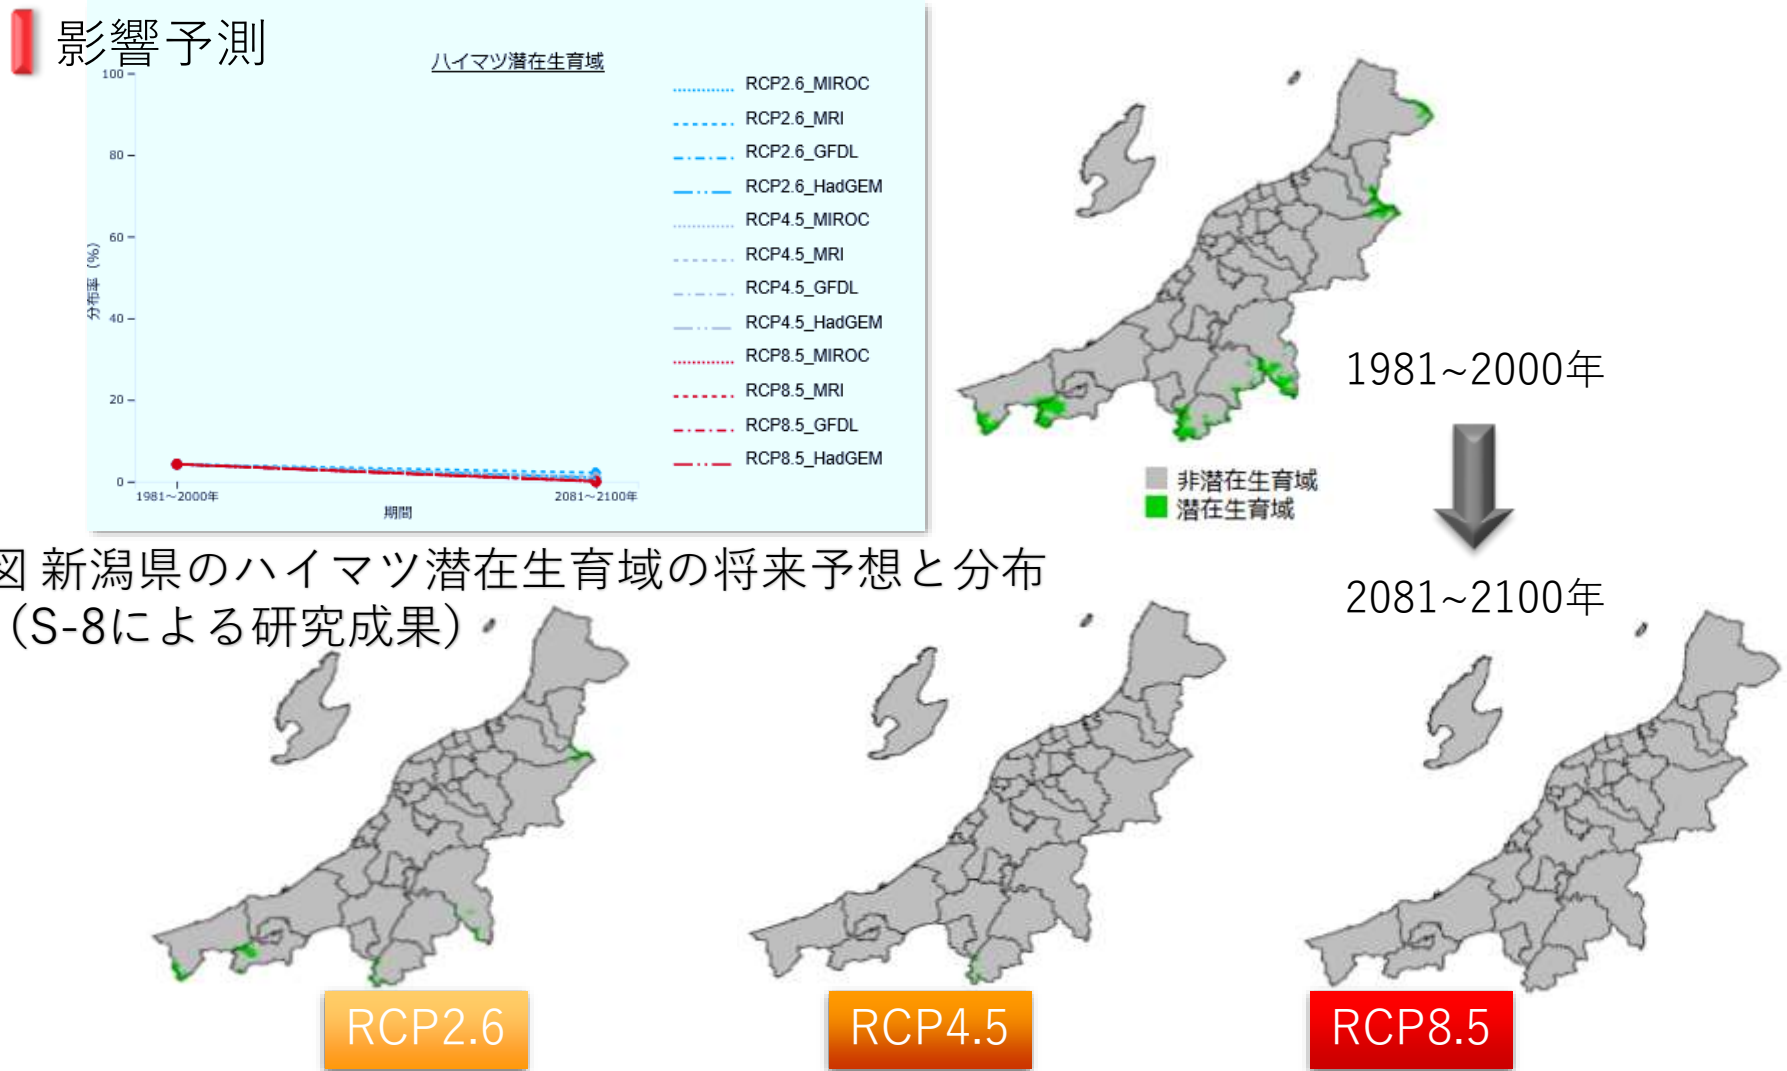 影響予測
ハイマツ潜在生育域
100
80
60
40
20
0
分布率 (%)
1981～2000年
2081～2100年
期間
RCP2.6_MIROC
RCP2.6_MRI
RCP2.6_GFDL
RCP2.6_HadGEM
RCP4.5_MIROC
RCP4.5_MRI
RCP4.5_GFDL
RCP4.5_HadGEM
RCP8.5_MIROC
RCP8.5_MRI
RCP8.5_GFDL
RCP8.5_HadGEM
1981~2000年
非潜在生育域
潜在生育域
2081~2100年
図 新潟県のハイマツ潜在生育域の将来予想と分布
（S-8による研究成果）
RCP2.6
RCP4.5
RCP8.5